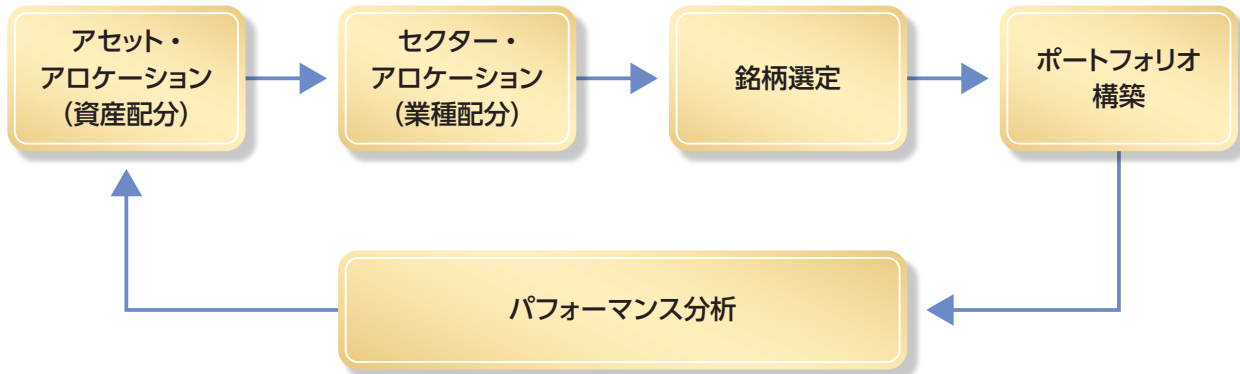 アセット・
アロケーション
（資産配分）
セクター・
アロケーション
（業種配分）
銘柄選定
ポートフォリオ
構築
パフォーマンス分析